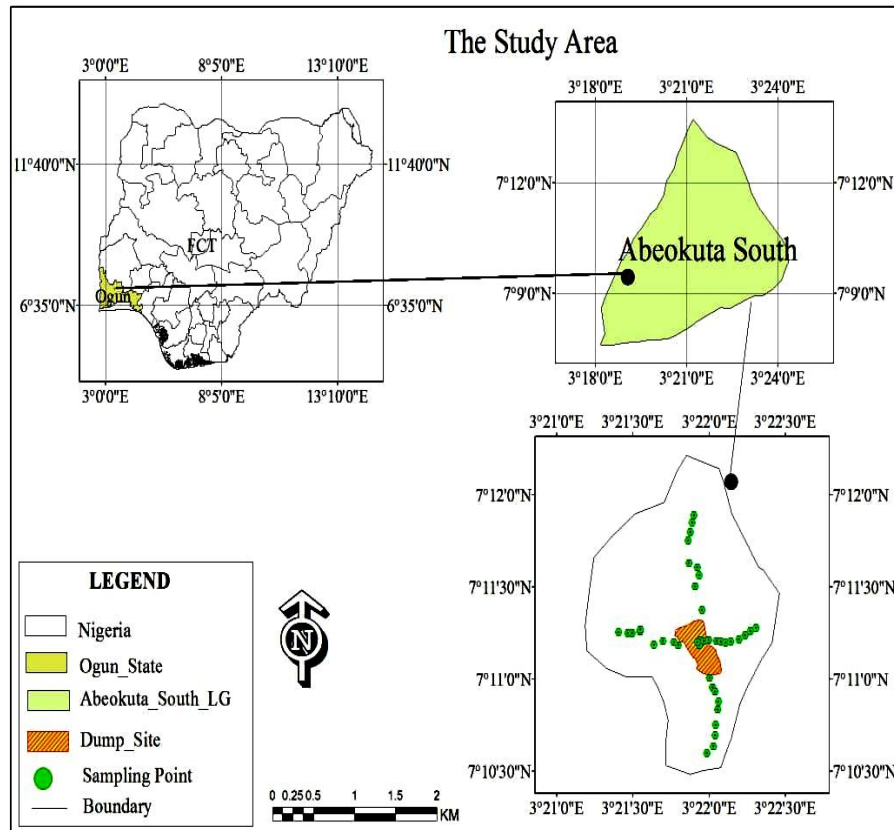 The Study Area
3°0'0"E 8°5'0"E 13°10'0"E
11°40'0"N 11°40'0"N
FCT
Ogun
6°35'0"N 6°35'0"N
3°0'0"E 8°5'0"E 13°10'0"E
3°18'0"E 3°21'0"E 3°24'0"E
7°12'0"N 7°12'0"N
Abeokuta South
7°9'0"N 7°9'0"N
3°18'0"E 3°21'0"E 3°24'0"E
3°21'0"E 3°21'30"E 3°22'0"E 3°22'30"E
7°12'0"N 7°12'0"N
7°11'30"N 7°11'30"N
7°11'0"N 7°11'0"N
7°10'30"N 7°10'30"N
3°21'0"E 3°21'30"E 3°22'0"E 3°22'30"E
LEGEND
Nigeria
Ogun_State
Abeokuta_South_LG
Dump_Site
Sampling Point
Boundary
N
0 0.25 0.5 1 1.5 2
KM